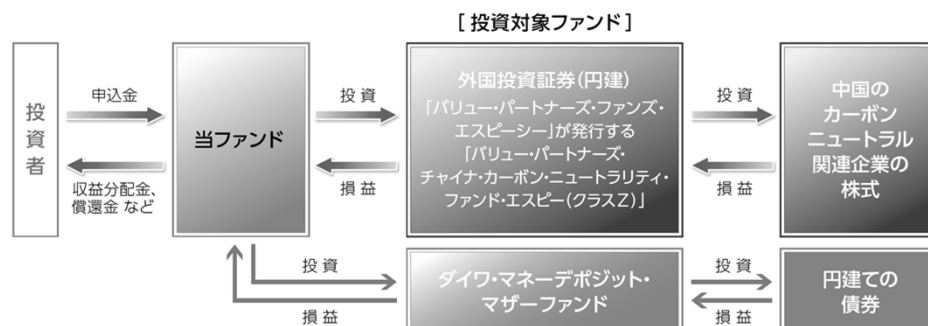 [投資対象ファンド]
投資者
申込金
収益分配金、
償還金 など
当ファンド
投 資
損 益
外国投資証券(円建)
「バリュー・パートナーズ・ファンズ・
エスピーシー」が発行する
「バリュー・パートナーズ・
チャイナ・カーボン・ニュートラリティ・
ファンド・エスピー(クラスZ)」
投 資
損 益
中国の
カーボン
ニュートラル
関連企業の
株式
投 資
損 益
ダイワ・マネーデポジット・
マザーファンド
投 資
損 益
円建ての
債券